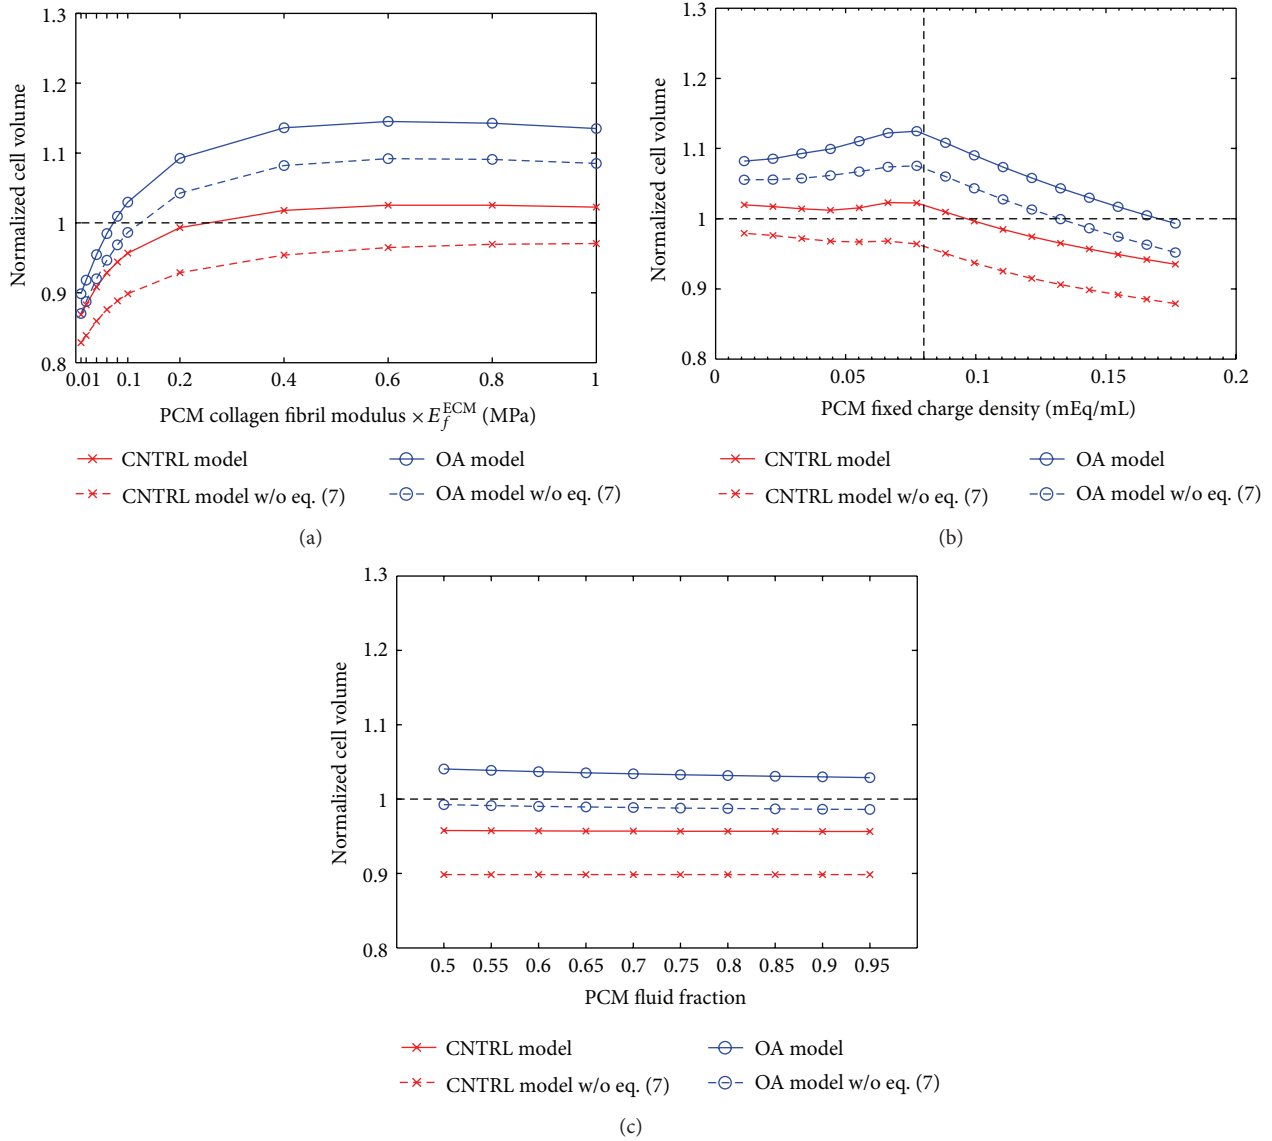 1.3
1.2
1.1
1
0.9
0.8
Normalized cell volume
0.01 0.1 0.2 0.4 0.6 0.8 1
PCM collagen fibril modulus × E_f^ECM (MPa)
CNTRL model
OA model
CNTRL model w/o eq. (7)
OA model w/o eq. (7)
(a)
1.3
1.2
1.1
1
0.9
0.8
Normalized cell volume
0 0.05 0.1 0.15 0.2
PCM fixed charge density (mEq/mL)
CNTRL model
OA model
CNTRL model w/o eq. (7)
OA model w/o eq. (7)
(b)
1.3
1.2
1.1
1
0.9
0.8
Normalized cell volume
0.5 0.55 0.6 0.65 0.7 0.75 0.8 0.85 0.9 0.95
PCM fluid fraction
CNTRL model
OA model
CNTRL model w/o eq. (7)
OA model w/o eq. (7)
(c)